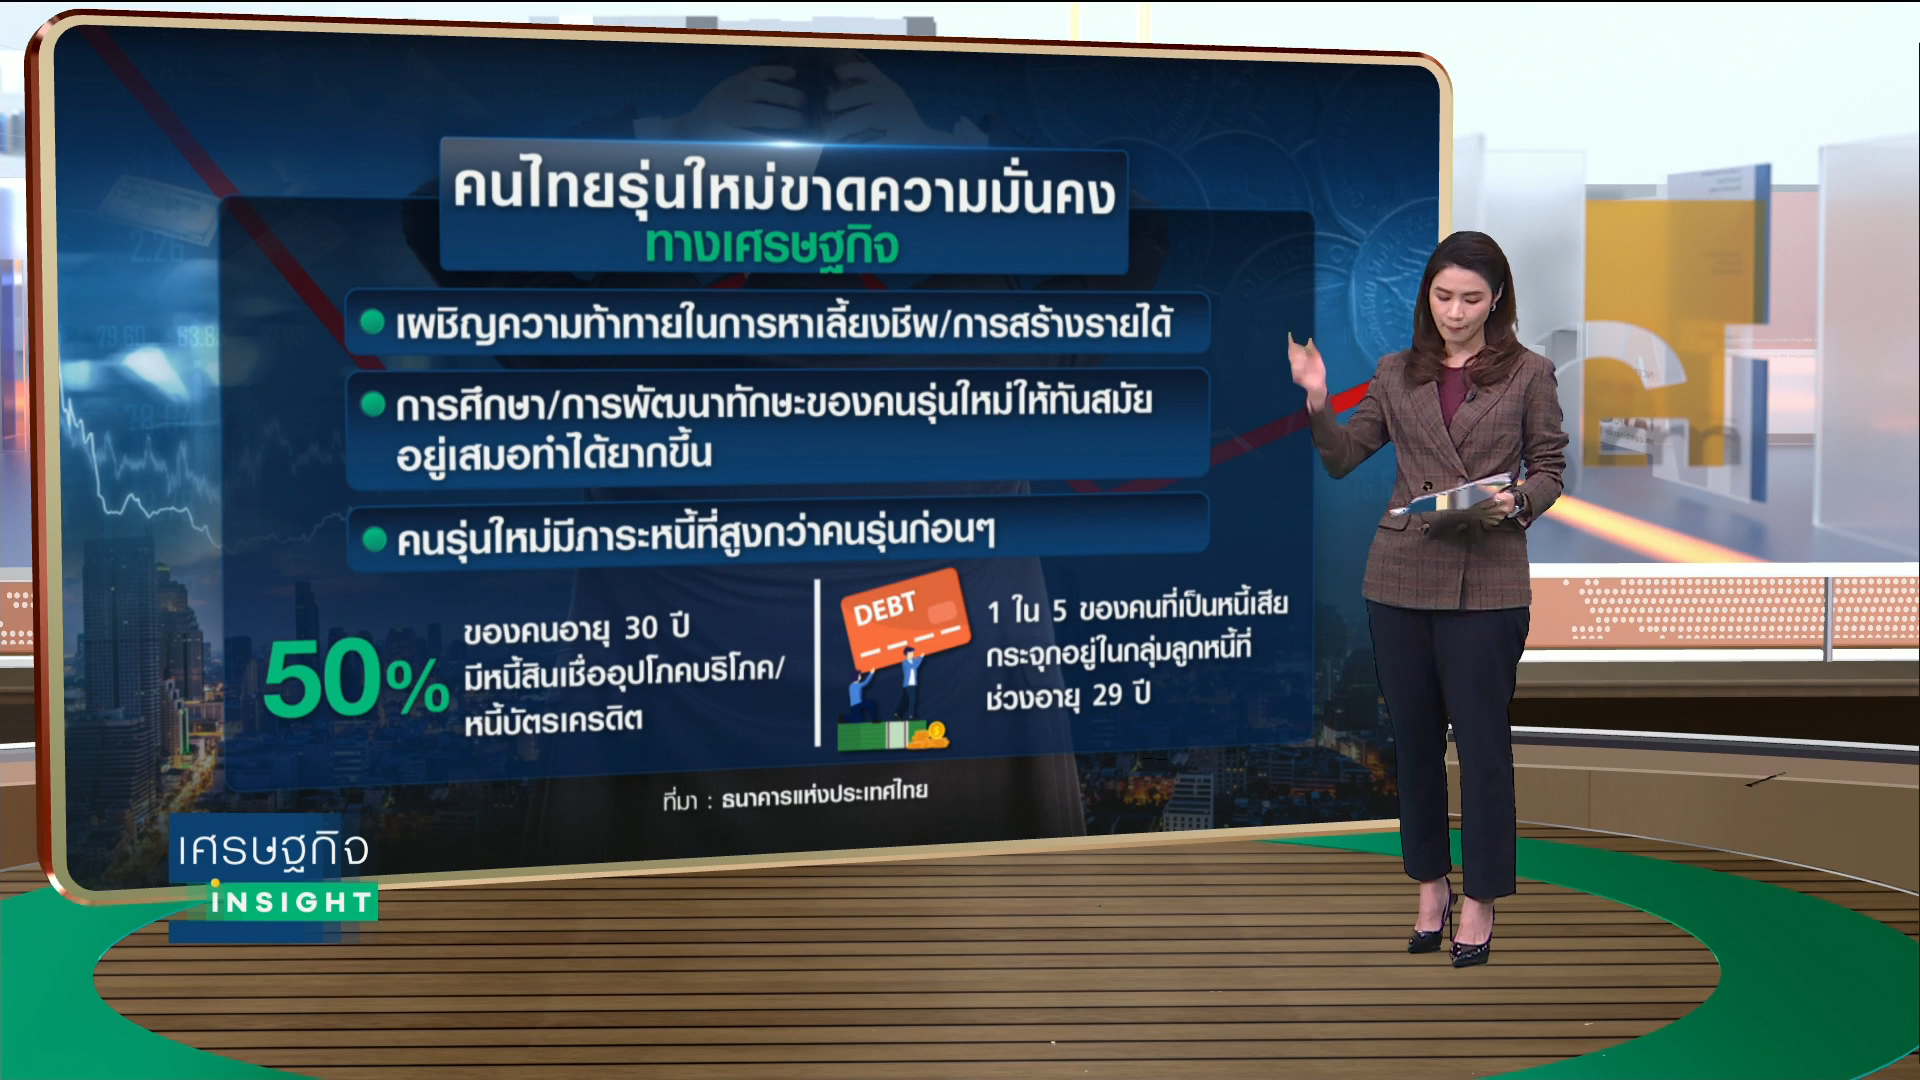 คนไทยรุ่นใหม่ขาดความมั่นคง
ทางเศรษฐกิจ
เผชิญความท้าทายในการหาเลี้ยงชีพ/การสร้างรายได้
การศึกษา/การพัฒนาทักษะของคนรุ่นใหม่ให้ทันสมัย
อยู่เสมอทำได้ยากขึ้น
คนรุ่นใหม่มีภาระหนี้ที่สูงกว่าคนรุ่นก่อนๆ
50%
ของคนอายุ 30 ปี
มีหนี้สินเชื่ออุปโภคบริโภค/
หนี้บัตรเครดิต
DEBT
1 ใน 5 ของคนที่เป็นหนี้เสีย
กระจุกอยู่ในกลุ่มลูกหนี้ที่
ช่วงอายุ 29 ปี
ที่มา : ธนาคารแห่งประเทศไทย
เศรษฐกิจ
INSIGHT